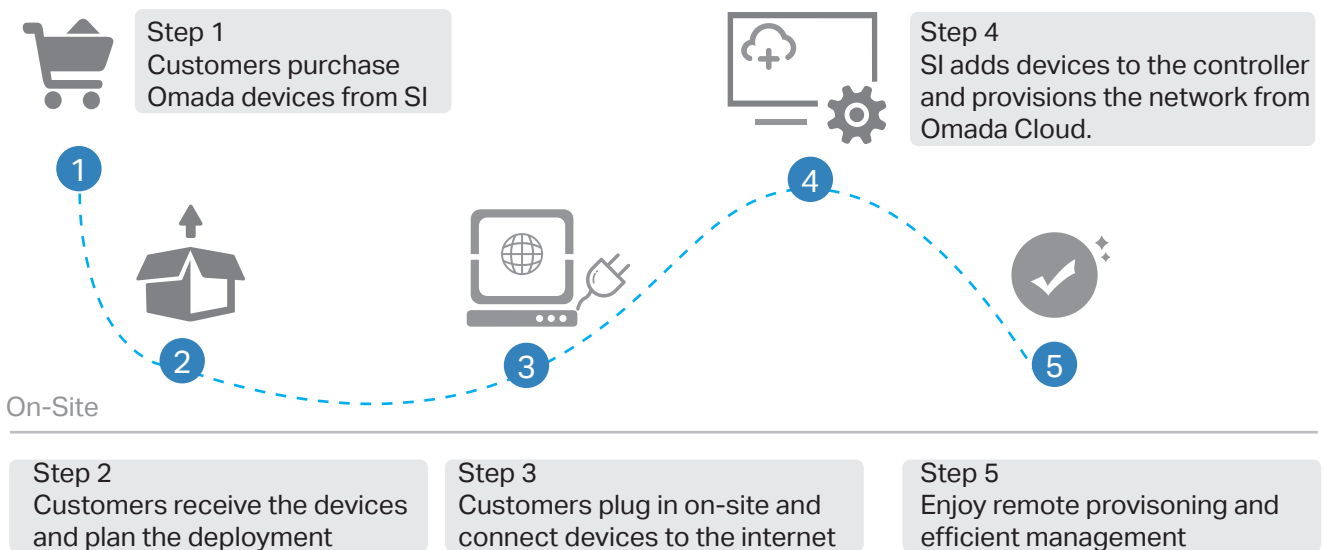 Step 1
Customers purchase
Omada devices from SI
Step 4
SI adds devices to the controller
and provisions the network from
Omada Cloud.
1
4
2
3
5
On-Site
Step 2
Customers receive the devices
and plan the deployment
Step 3
Customers plug in on-site and
connect devices to the internet
Step 5
Enjoy remote provisoning and
efficient management